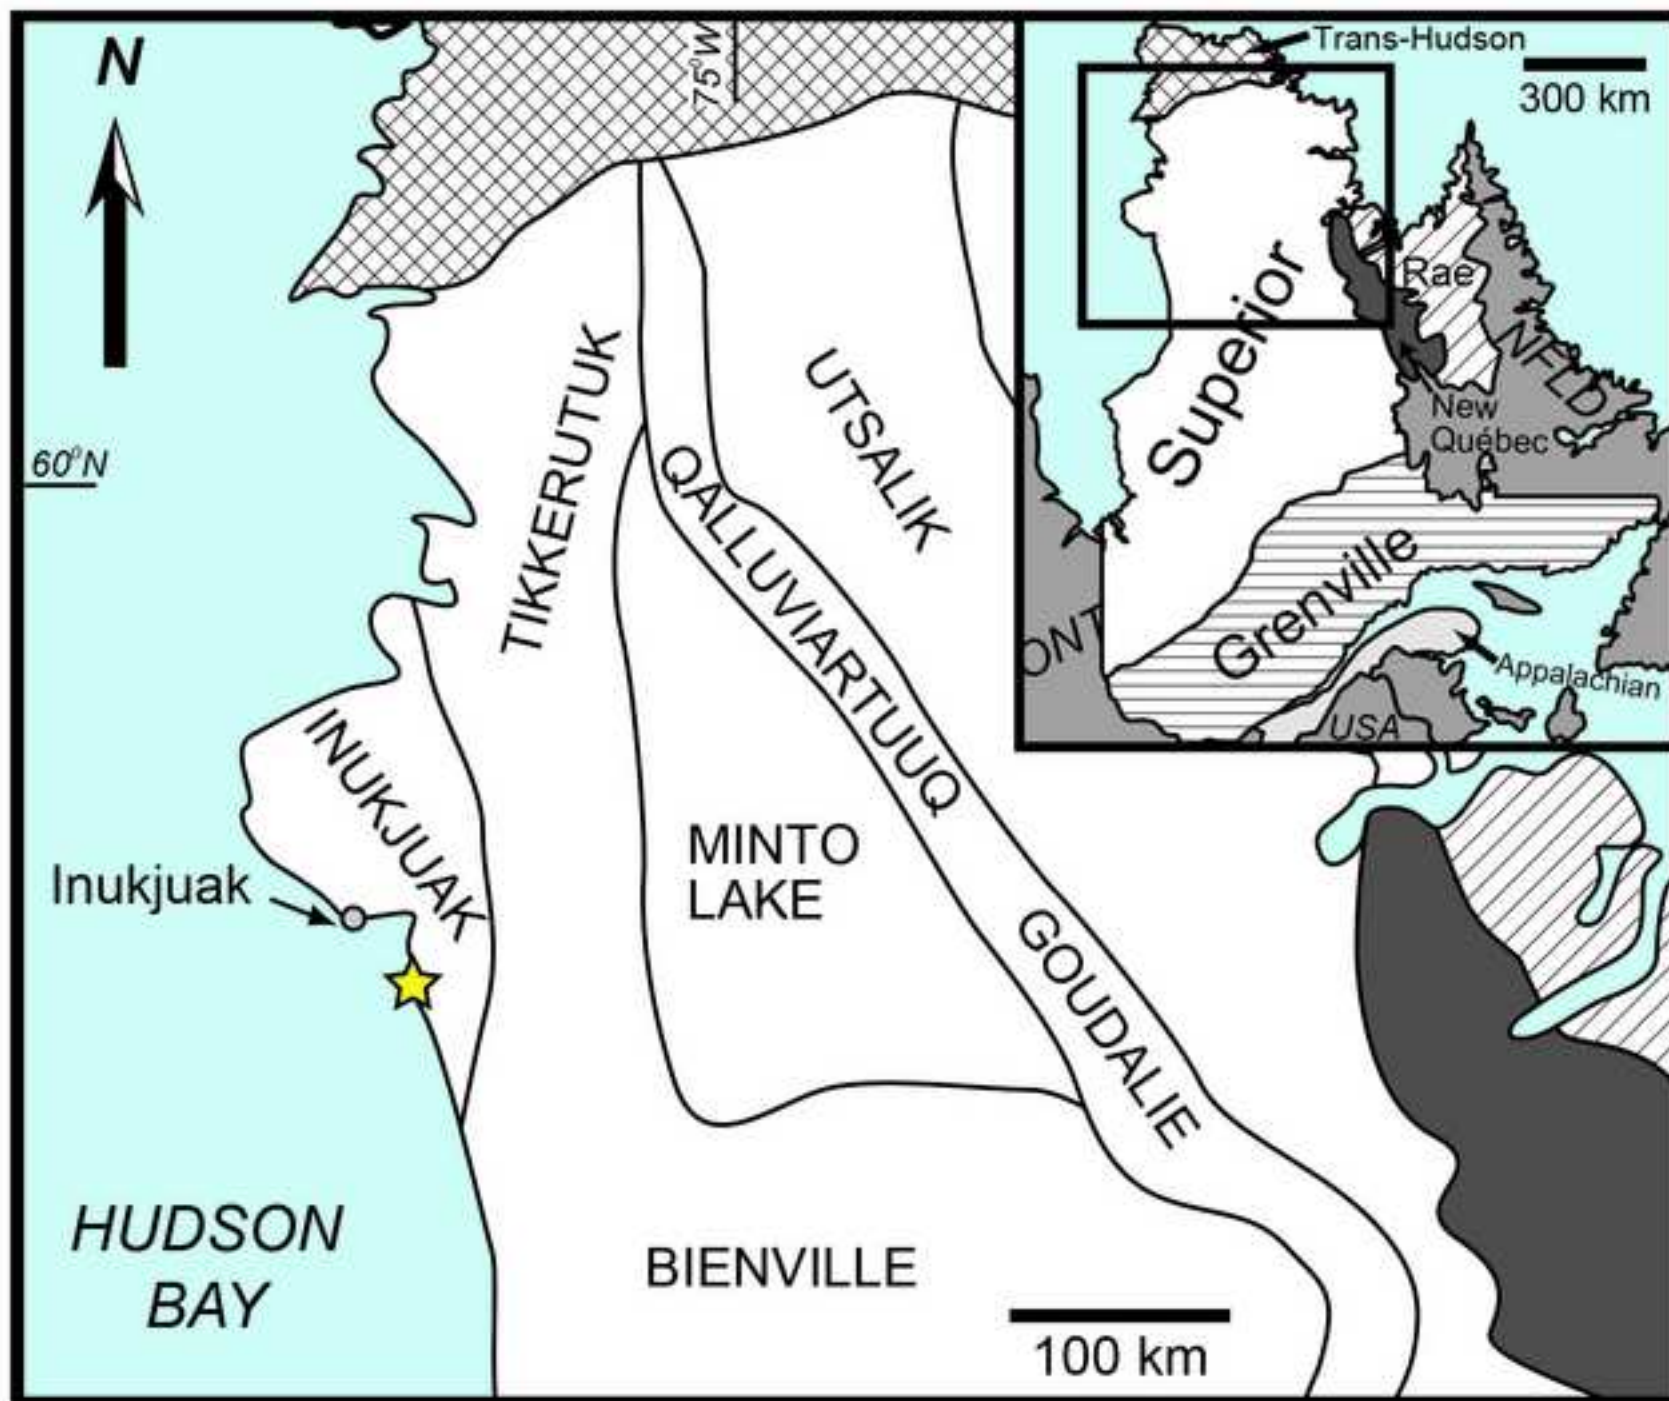 N
75°W
Trans-Hudson
300 km
Rae
Superior
NFLD
New
Québec
Grenville
ONT
Appalachian
USA
60°N
TIKKERUTUK
UTSALIK
QALLUVIARTUUQ
INUKJUAK
Inukjuak
MINTO
LAKE
GOUDALIE
HUDSON
BAY
BIENVILLE
100 km